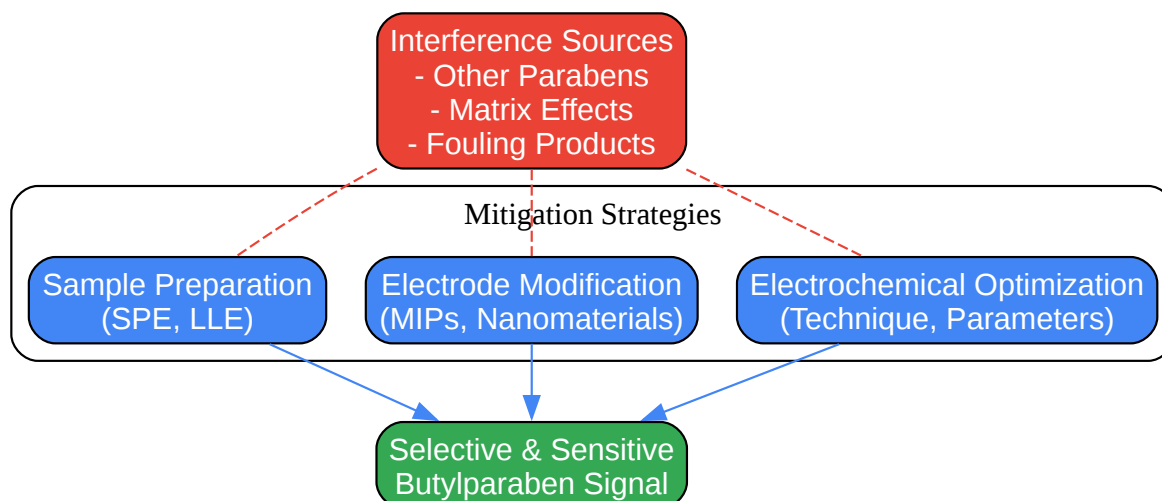 Interference Sources
- Other Parabens
- Matrix Effects
- Fouling Products
Mitigation Strategies
Sample Preparation
(SPE, LLE)
Electrode Modification
(MIPs, Nanomaterials)
Electrochemical Optimization
(Technique, Parameters)
Selective & Sensitive
Butylparaben Signal